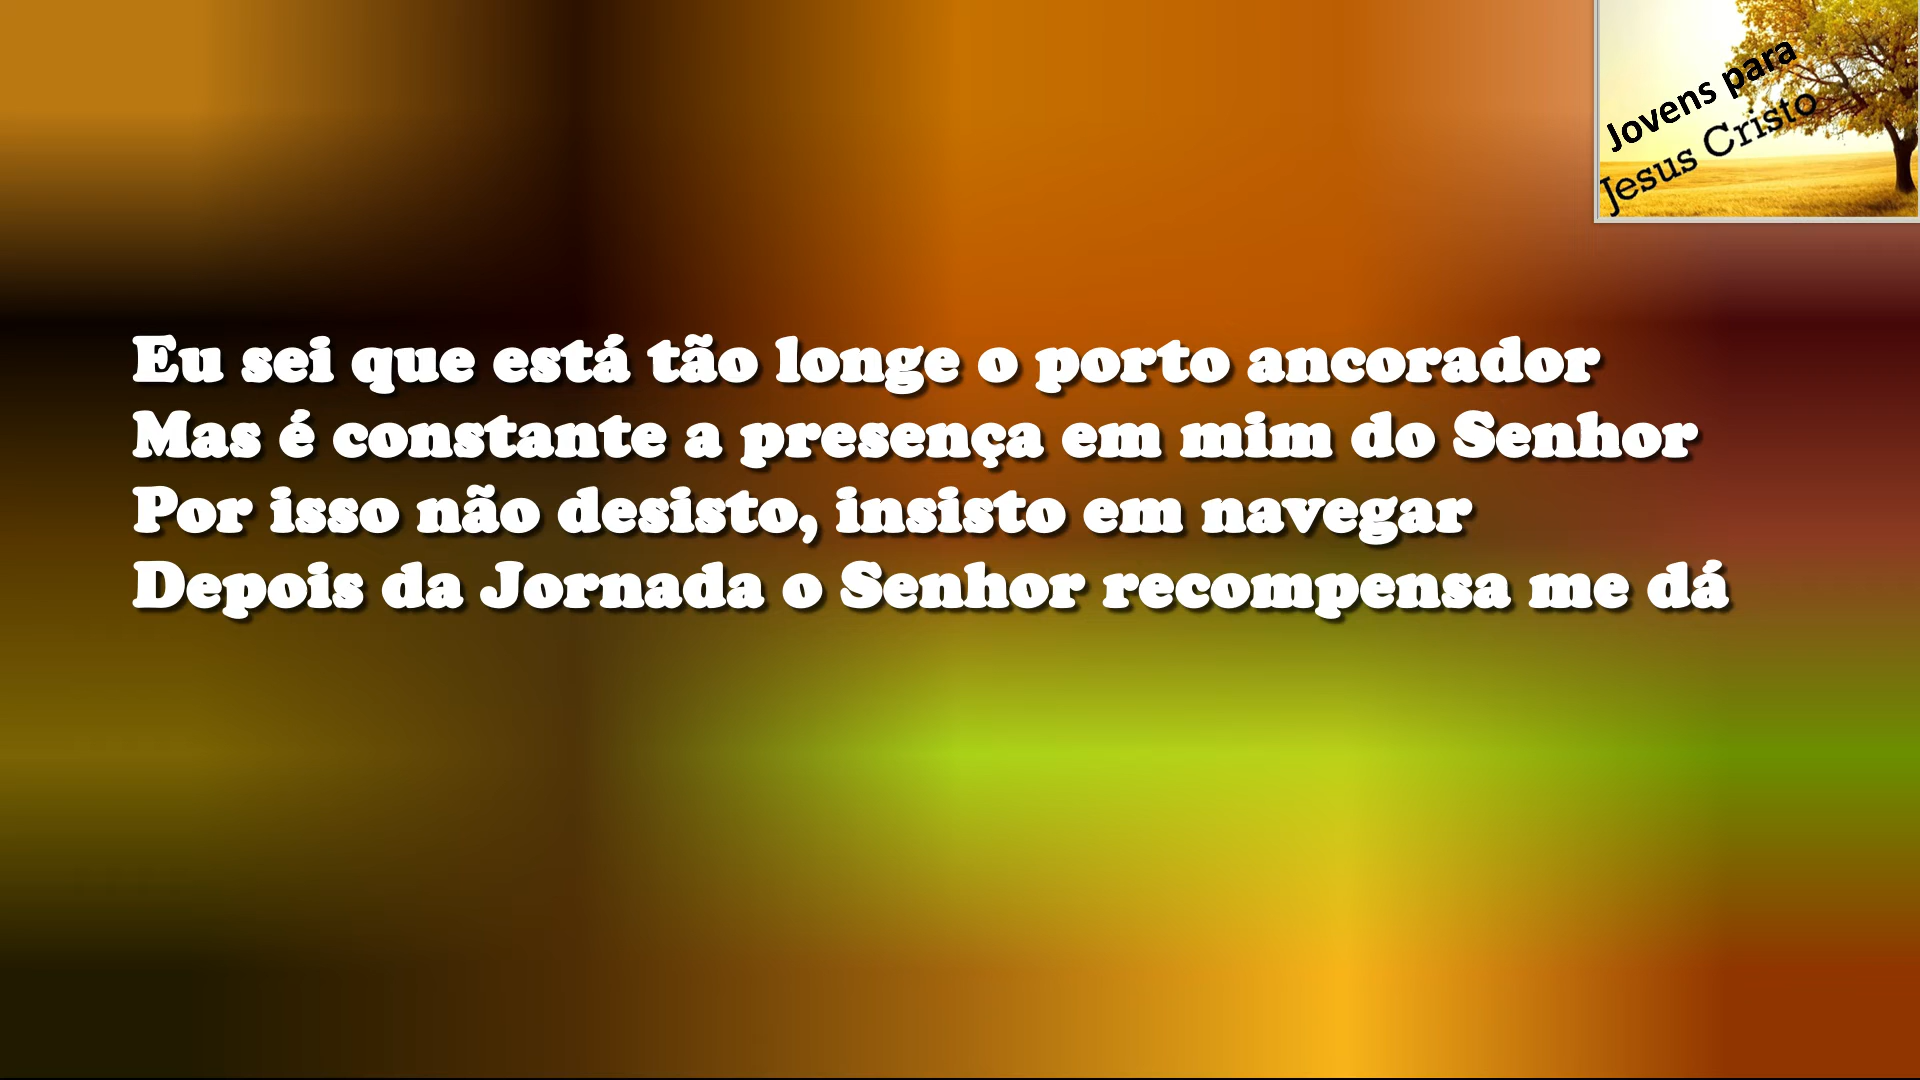 Jovens para
Jesus Cristo
Eu sei que está tão longe o porto ancorador
Mas é constante a presença em mim do Senhor
Por isso não desisto, insisto em navegar
Depois da Jornada o Senhor recompensa me dá